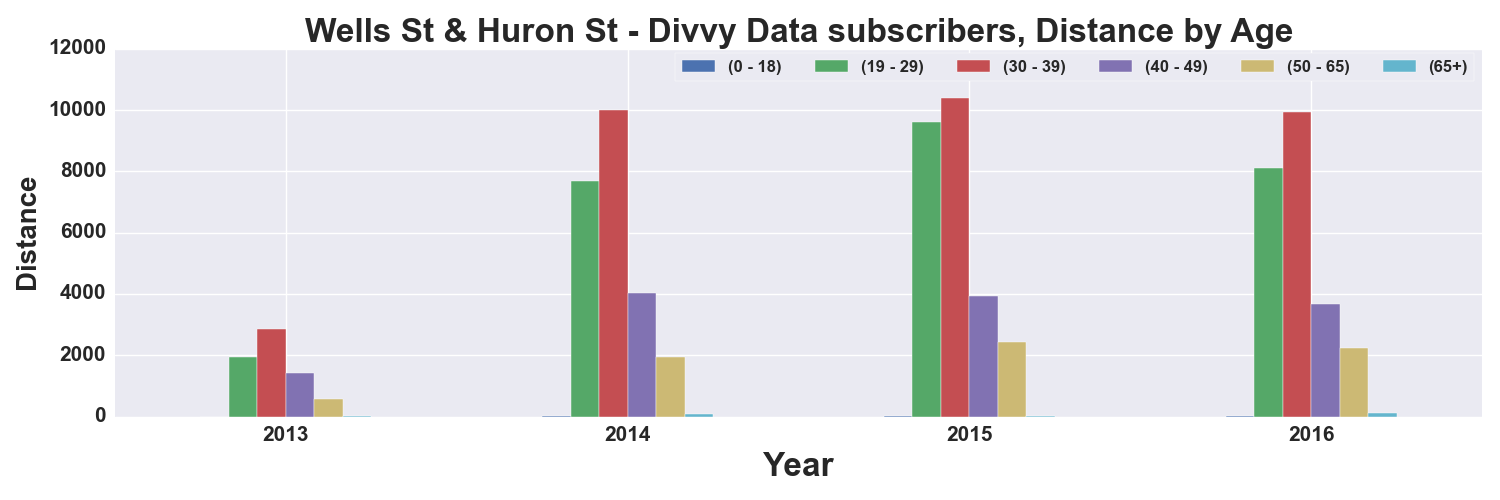 Wells St & Huron St - Divvy Data subscribers, Distance by Age
12000
(0 - 18) (19 - 29) (30 - 39) (40 - 49) (50 - 65) (65+)
10000
8000
6000
4000
2000
0
Distance
2013 2014 2015 2016
Year